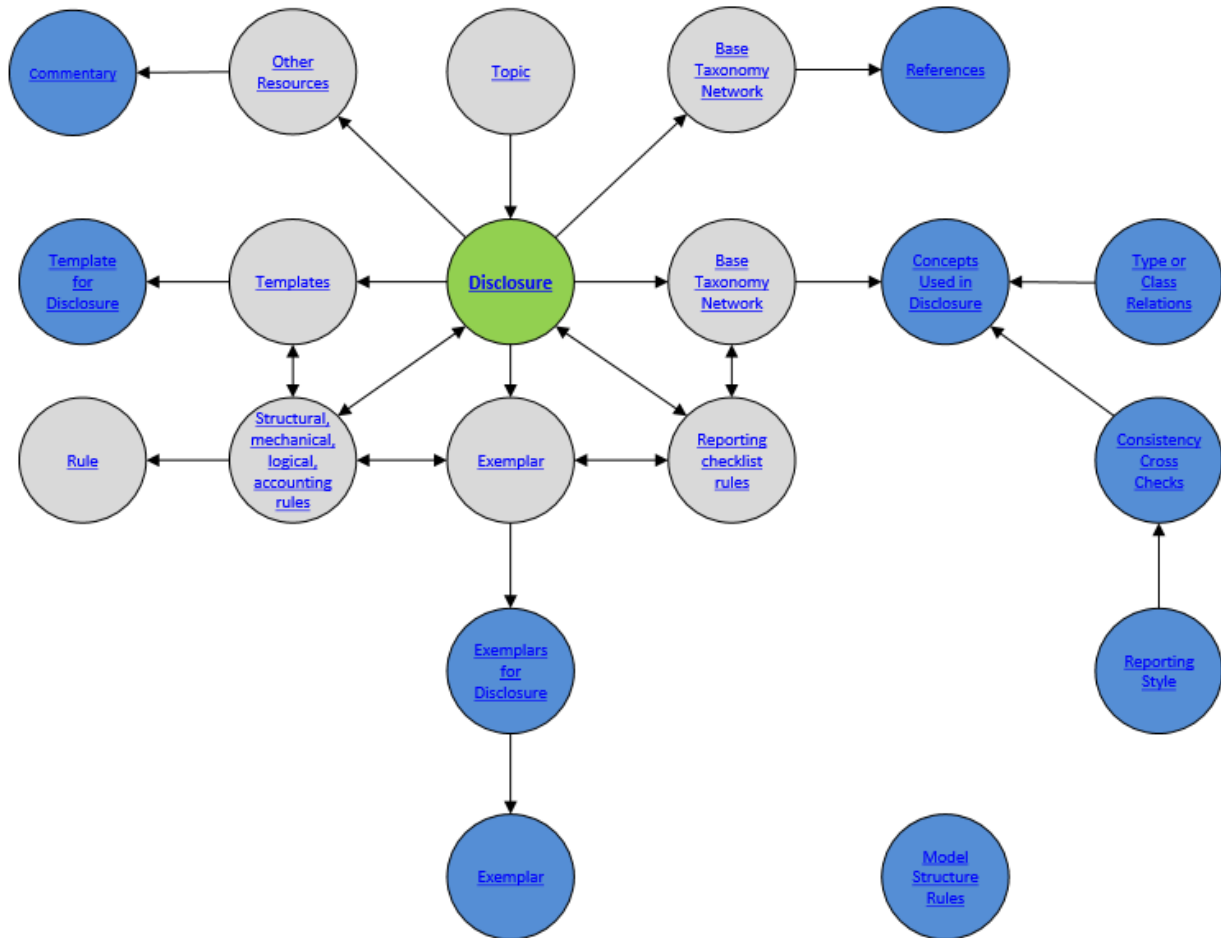 Commentary
Other
Resources
Topic
Base
Taxonomy
Network
References
Template
for
Disclosure
Templates
Disclosure
Base
Taxonomy
Network
Concepts
Used in
Disclosure
Type or
Class
Relations
Rule
Structural,
mechanical,
logical,
accounting
rules
Exemplar
Reporting
checklist
rules
Consistency
Cross
Checks
Exemplars
for
Disclosure
Reporting
Style
Exemplar
Model
Structure
Rules